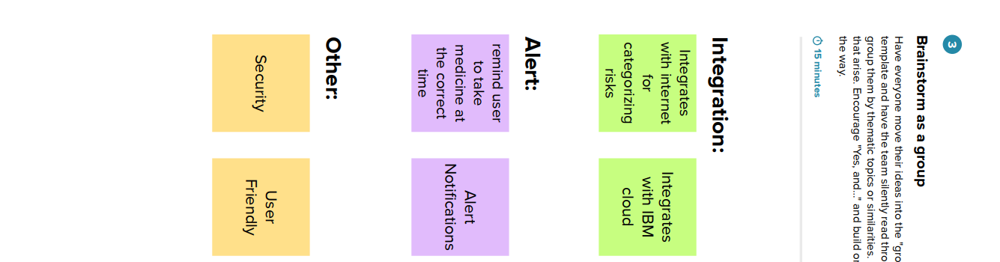 3
Brainstorm as a group
Have everyone move their ideas into the "gro
template and have the team silently read thro
group them by thematic topics or similarities.
that arise. Encourage "Yes, and..." and build o
the way.
15 minutes
Integration:
Integrates
with internet
for
categorizing
risks
Integrates
with IBM
cloud
Alert:
remind user
to take
medicine at
the correct
time
Alert
Notifications
Other:
Security
User
Friendly